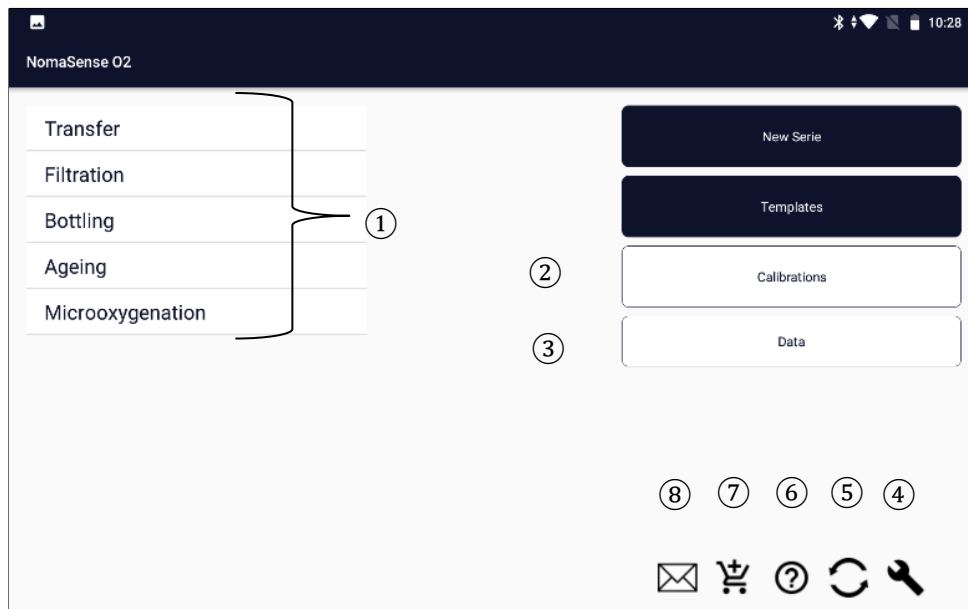 10:28
NomaSense O2
Transfer
Filtration
Bottling
Ageing
Microoxygenation
①
New Serie
Templates
② Calibrations
③ Data
⑧ ⑦ ⑥ ⑤ ④